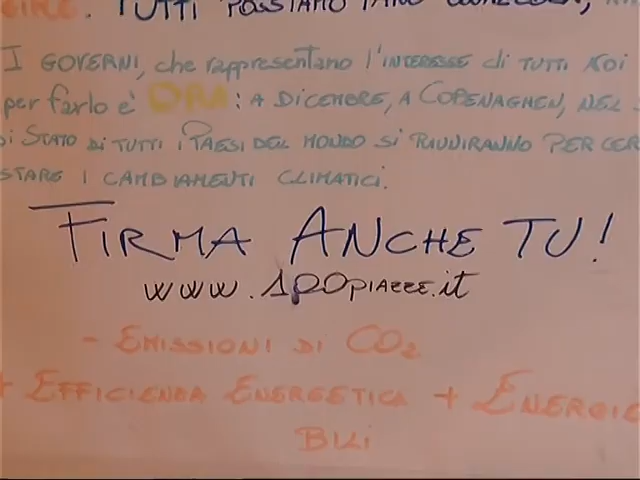 TUTTI POSSIAMO FARE QUALCOSA,
I GOVERNI, che rappresentano l'INTERESSE di TUTTI NOI
per farlo è ORA: A DICEMBRE, A COPENAGHEN, NEL
di STATO DI TUTTI i PAESI DEL MONDO SI RIUNIRANNO PER CER
STARE I CAMBIAMENTI CLIMATICI.
FIRMA ANCHE TU!
www.100PIAZZE.it
- EMISSIONI DI CO2
+ EFFICIENZA ENERGETICA + ENERGIE
BILI